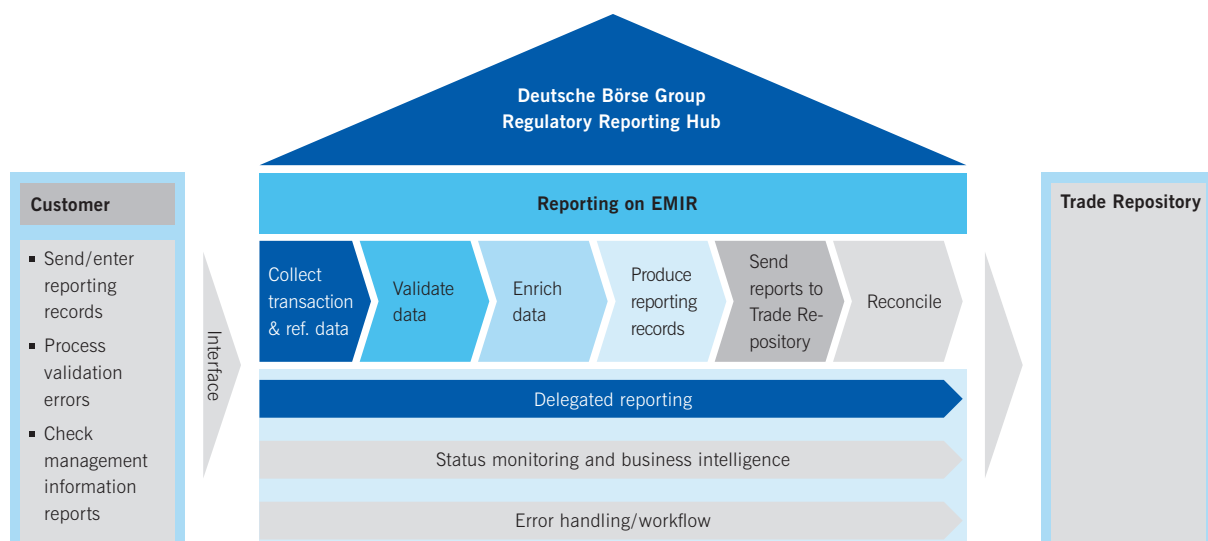 Deutsche Börse Group
Regulatory Reporting Hub
Customer
Reporting on EMIR
Trade Repository
▪ Send/enter
reporting
records
▪ Process
validation
errors
▪ Check
management
information
reports
Interface
Collect
transaction
& ref. data
Validate
data
Enrich
data
Produce
reporting
records
Send
reports to
Trade Re-
pository
Reconcile
Delegated reporting
Status monitoring and business intelligence
Error handling/workflow